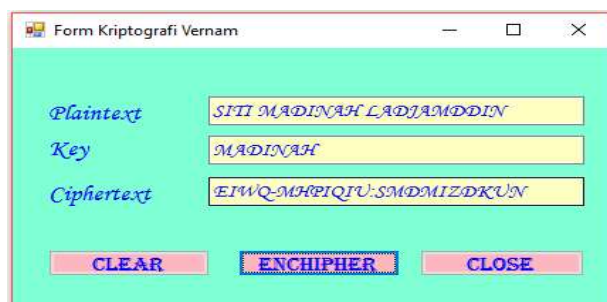 Form Kriptografi Vernam
Plaintext SITI MADINAH LADJAMDDIN
Key MADINAH
Ciphertext EIWQ-MHPIQIU:SMDMIZDKUN
CLEAR ENCHIPHER CLOSE